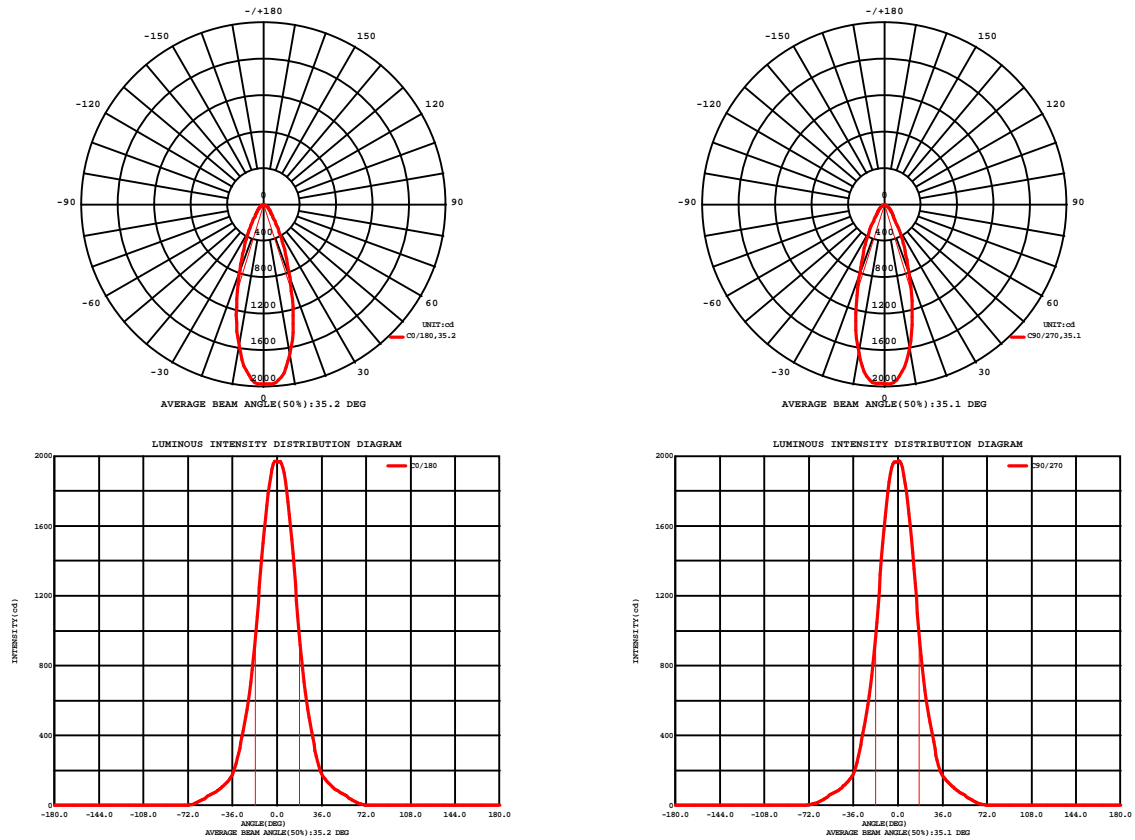 -/+180
-150
150
-120
120
-90
90
-60
60
-30
30
0
0
400
800
1200
1600
2000
UNIT:cd
C0/180,35.2
AVERAGE BEAM ANGLE(50%):35.2 DEG
-/+180
-150
150
-120
120
-90
90
-60
60
-30
30
0
0
400
800
1200
1600
2000
UNIT:cd
C90/270,35.1
AVERAGE BEAM ANGLE(50%):35.1 DEG
LUMINOUS INTENSITY DISTRIBUTION DIAGRAM
C0/180
INTENSITY(cd)
2000
1600
1200
800
400
0
-180.0 -144.0 -108.0 -72.0 -36.0 0.0 36.0 72.0 108.0 144.0 180.0
ANGLE(DEG)
AVERAGE BEAM ANGLE(50%):35.2 DEG
LUMINOUS INTENSITY DISTRIBUTION DIAGRAM
C90/270
INTENSITY(cd)
2000
1600
1200
800
400
0
-180.0 -144.0 -108.0 -72.0 -36.0 0.0 36.0 72.0 108.0 144.0 180.0
ANGLE(DEG)
AVERAGE BEAM ANGLE(50%):35.1 DEG